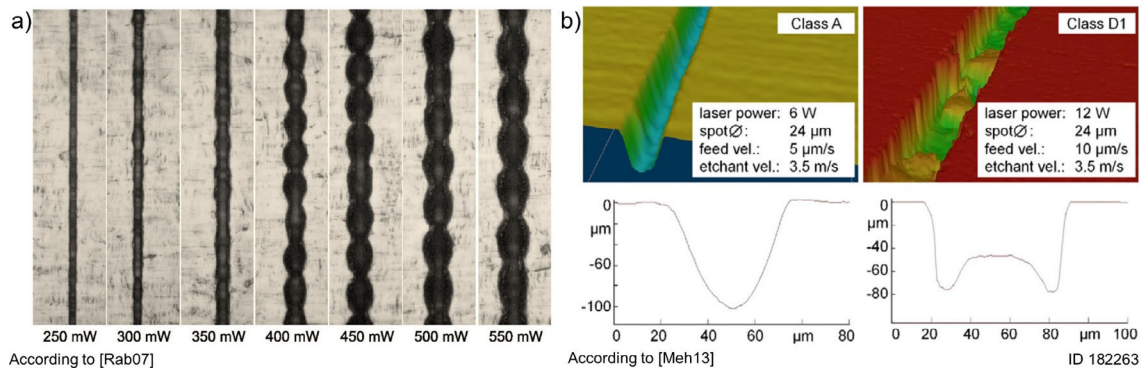 a)
250 mW 300 mW 350 mW 400 mW 450 mW 500 mW 550 mW
According to [Rab07]
b)
Class A
laser power: 6 W
spotØ: 24 µm
feed vel.: 5 µm/s
etchant vel.: 3.5 m/s
Class D1
laser power: 12 W
spotØ: 24 µm
feed vel.: 10 µm/s
etchant vel.: 3.5 m/s
0
µm
-60
-100
0 20 40 60 µm 80
0
µm
-40
-80
0 20 40 60 80 µm 100
According to [Meh13]
ID 182263